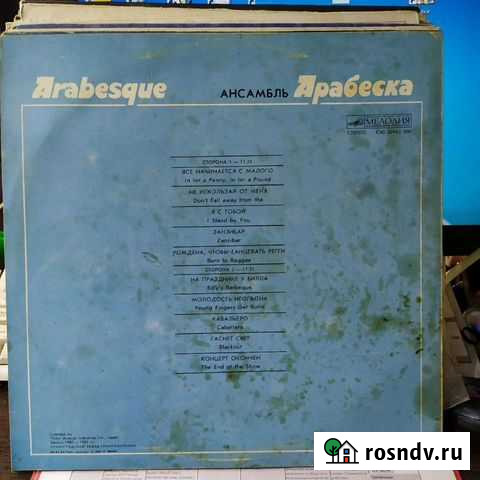 Arabesque АНСАМБЛЬ Арабеска
МЕЛОДИЯ
СТЕРЕО
СТОРОНА 1 —
ВСЕ НАЧИНАЕТСЯ С МАЛОГО
In for a Penny, in for a Pound
НЕ УСКОЛЬЗАЙ ОТ МЕНЯ
Don't fall away from me
Я С ТОБОЙ
I Stand by You
ЗАНЗИБАР
Zanzibar
РОЖДЕНА, ЧТОБЫ ТАНЦЕВАТЬ РЕГГИ
Born to Reggae
СТОРОНА 2 —
НА ПРАЗДНИКЕ У БИЛЛА
Billy's Barbeque
МОЛОДОСТЬ НЕОПЫТНА
Young Fingers Get Burnt
КАБАЛЬЕРО
Caballero
ГАСНЕТ СВЕТ
Blackout
КОНЦЕРТ ОКОНЧЕН
The End of the Show
rosndv.ru